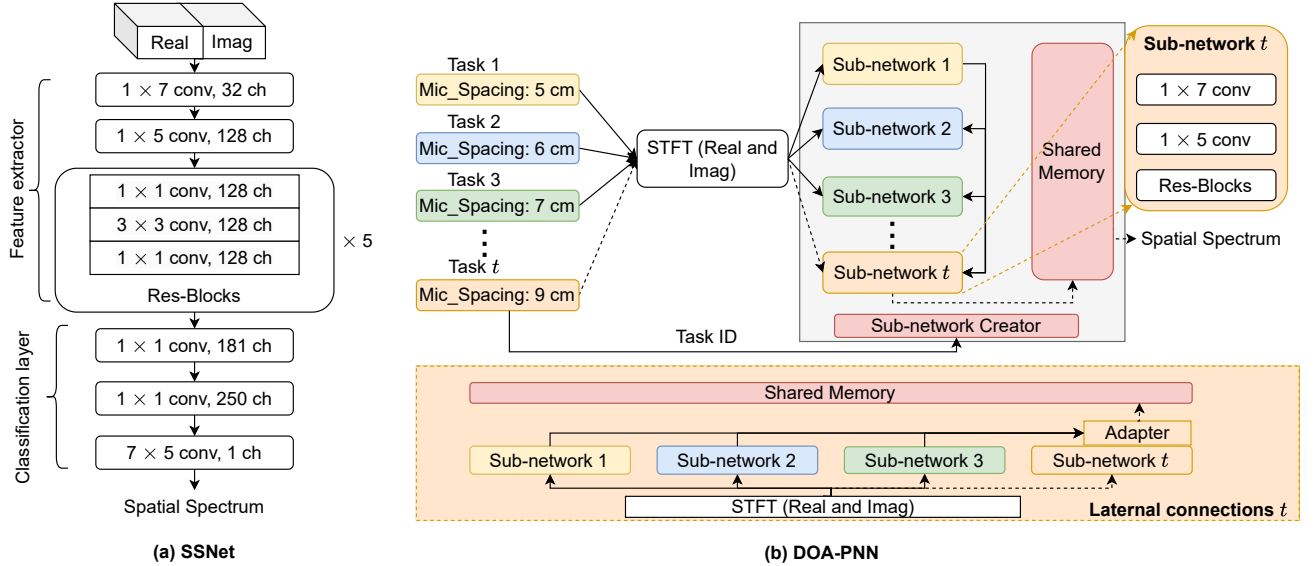 Real
Imag
1 × 7 conv, 32 ch
1 × 5 conv, 128 ch
1 × 1 conv, 128 ch
3 × 3 conv, 128 ch
1 × 1 conv, 128 ch
Res-Blocks
× 5
Feature extractor
1 × 1 conv, 181 ch
1 × 1 conv, 250 ch
7 × 5 conv, 1 ch
Classification layer
Spatial Spectrum
(a) SSNet
Task 1
Mic_Spacing: 5 cm
Task 2
Mic_Spacing: 6 cm
Task 3
Mic_Spacing: 7 cm
Task t
Mic_Spacing: 9 cm
STFT (Real and
Imag)
Sub-network 1
Sub-network 2
Sub-network 3
Sub-network t
Shared
Memory
Sub-network Creator
Task ID
Sub-network t
1 × 7 conv
1 × 5 conv
Res-Blocks
Spatial Spectrum
Shared Memory
Adapter
Sub-network 1
Sub-network 2
Sub-network 3
Sub-network t
STFT (Real and Imag)
Laternal connections t
(b) DOA-PNN